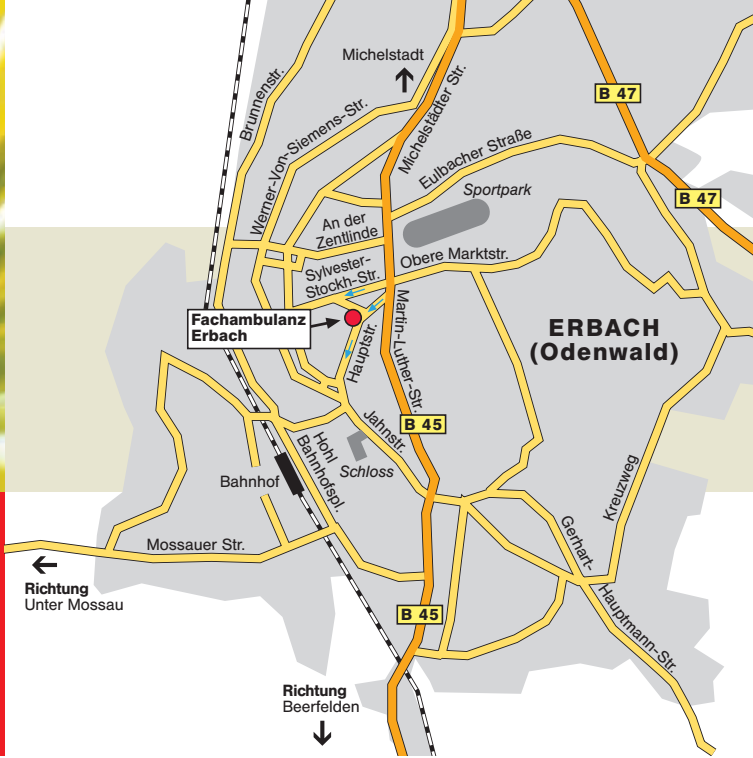 Michelstadt
Brunnenstr.
Werner-Von-Siemens-Str.
Michelstädter Str.
B 47
Eulbacher Straße
Sportpark
B 47
An der
Zentlinde
Sylvester-
Stockh-Str.
Obere Marktstr.
Fachambulanz
Erbach
Hauptstr.
Martin-Luther-Str.
ERBACH
(Odenwald)
B 45
Jahnstr.
Schloss
Hohl
Bahnhofspl.
Bahnhof
Kreuzweg
Mossauer Str.
Gerhart-
Hauptmann-Str.
Richtung
Unter Mossau
B 45
Richtung
Beerfelden